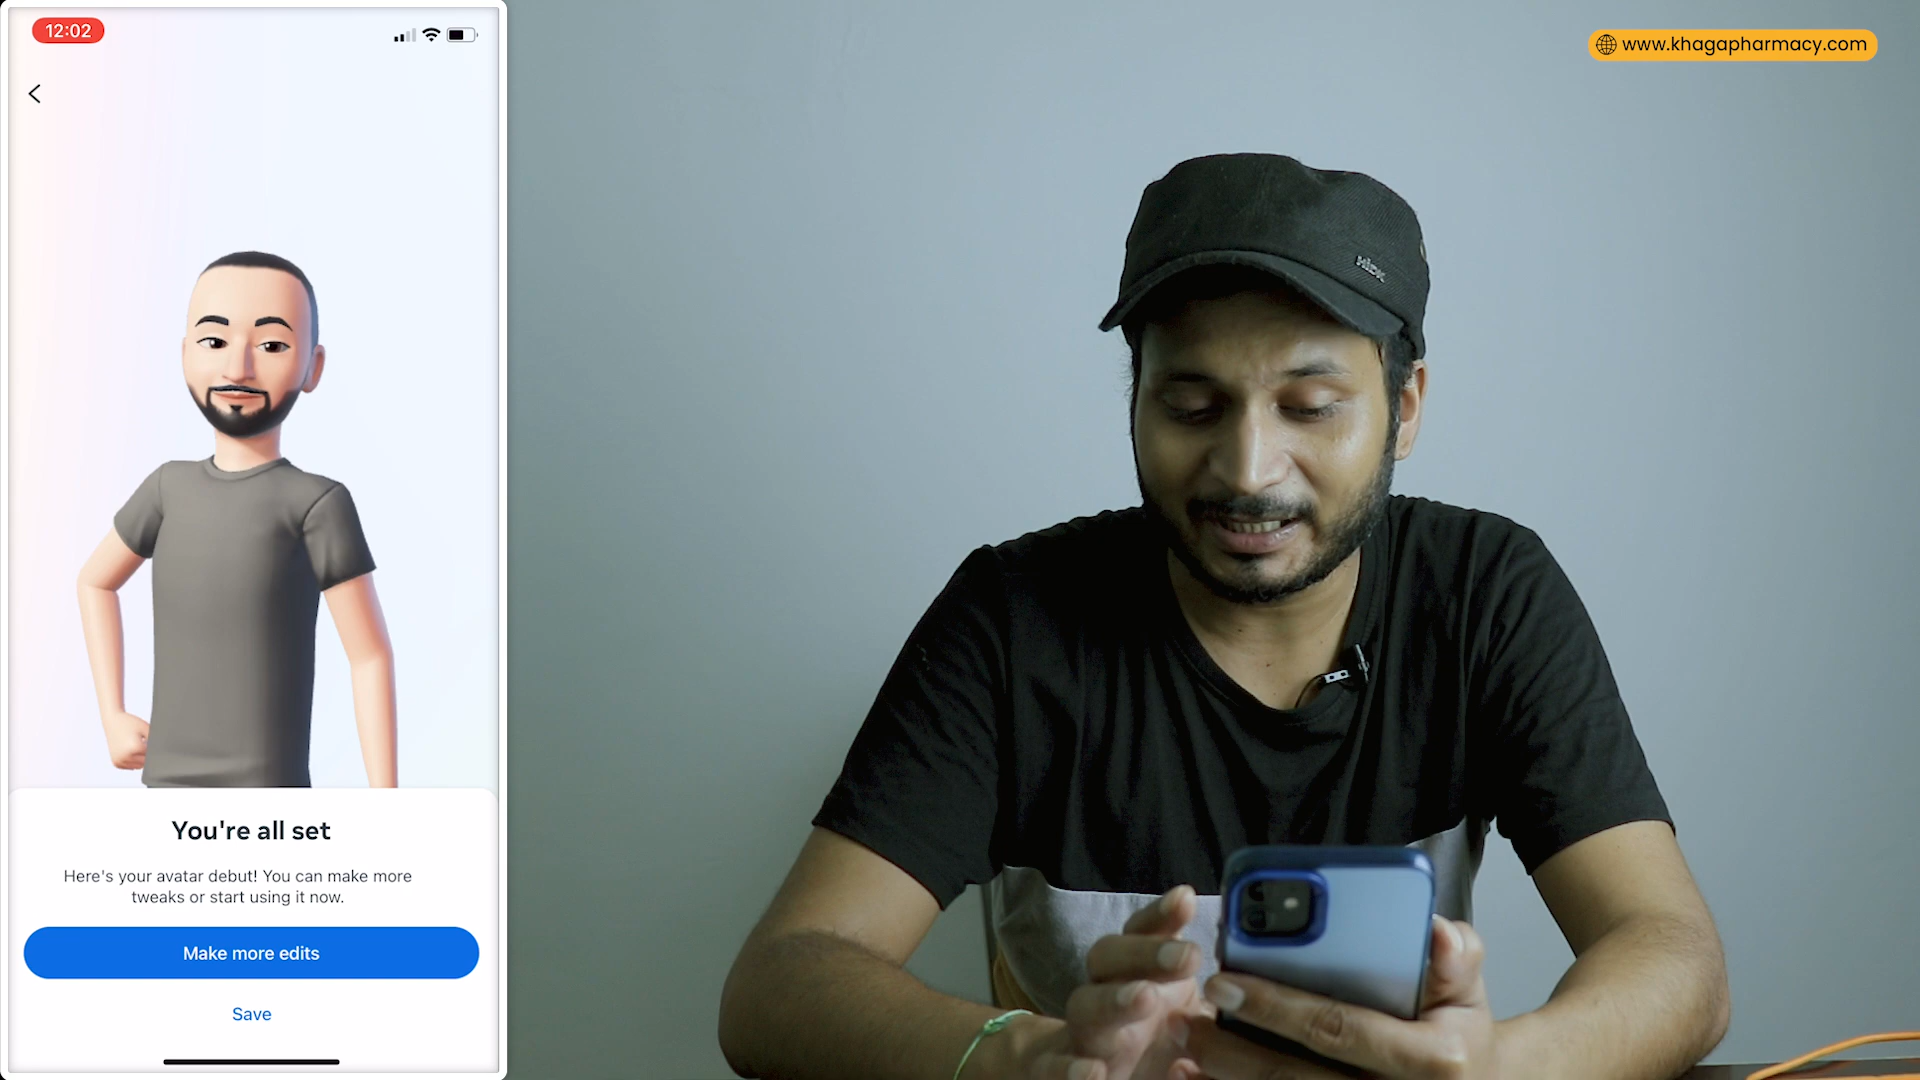 12:02
www.khagapharmacy.com
HiDK
You're all set
Here's your avatar debut! You can make more
tweaks or start using it now.
Make more edits
Save